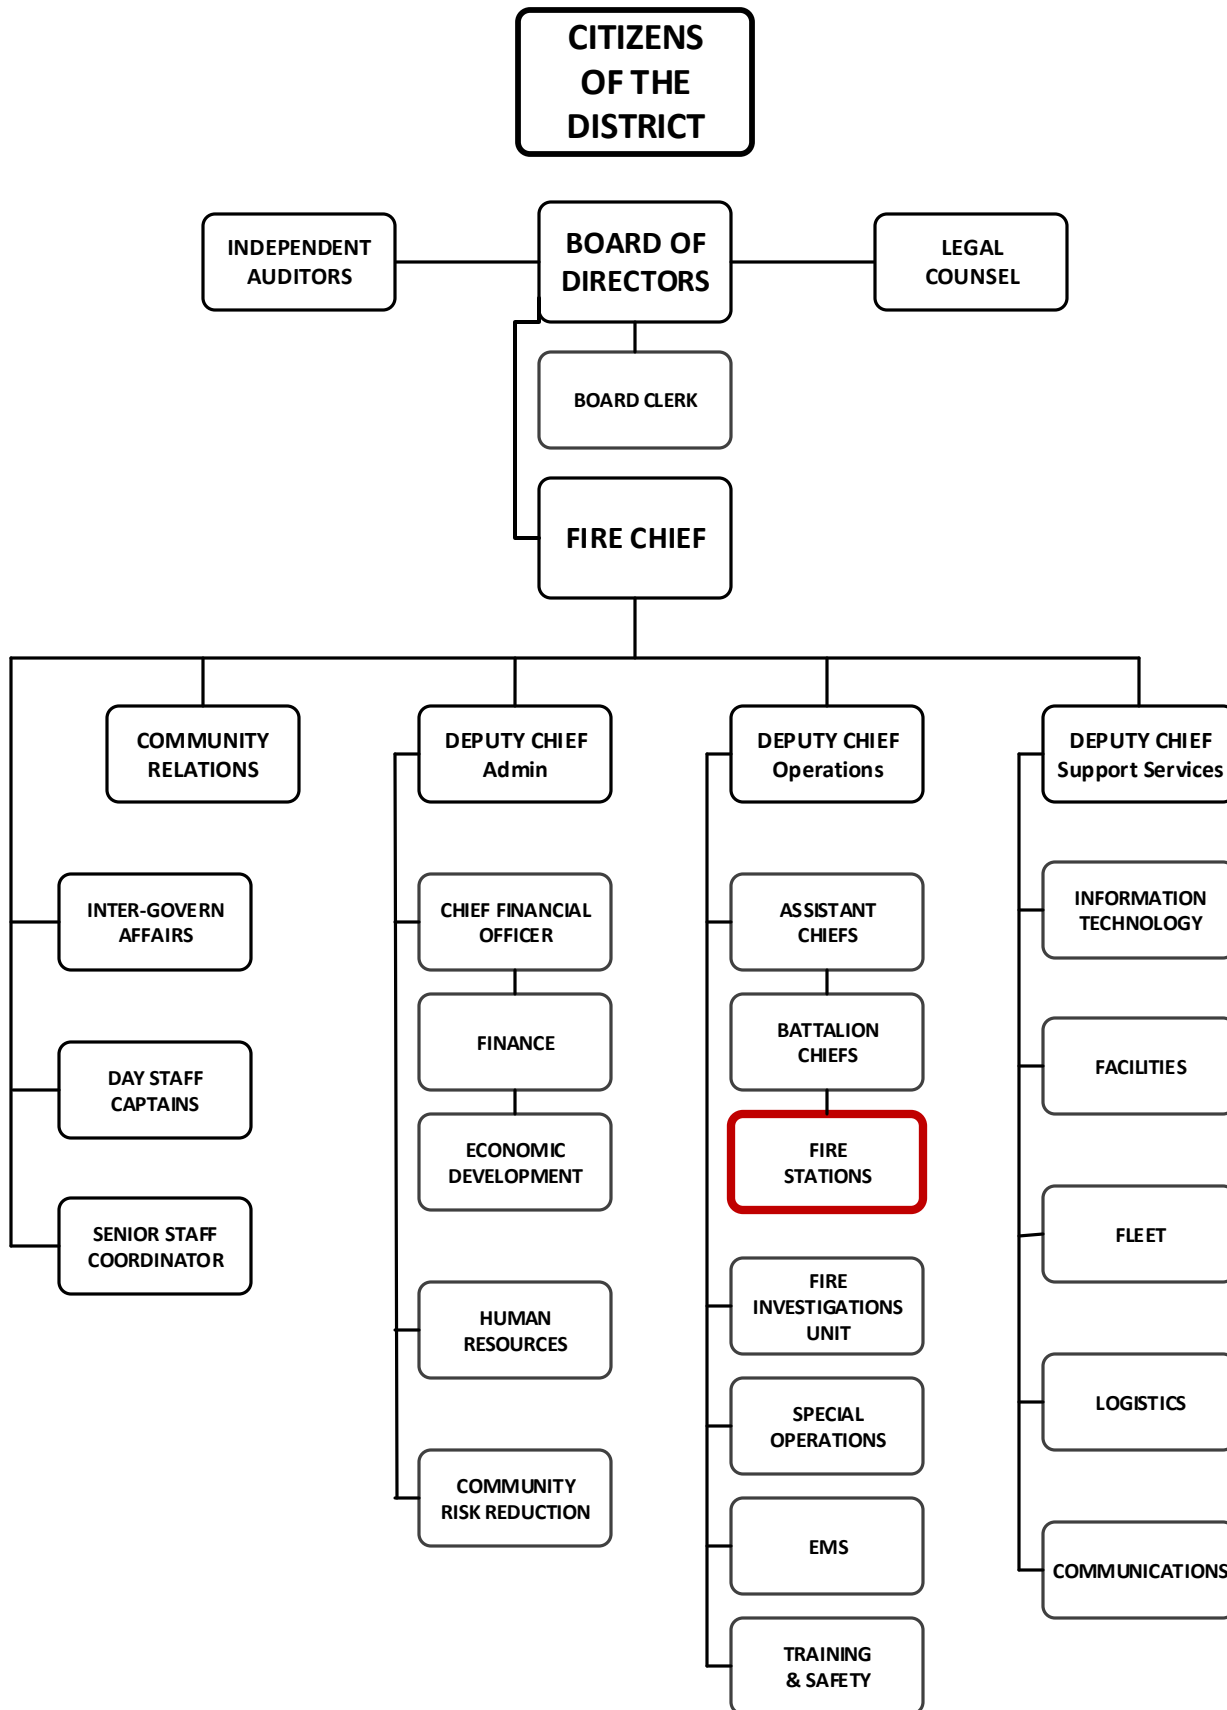 CITIZENS
OF THE
DISTRICT
INDEPENDENT
AUDITORS
BOARD OF
DIRECTORS
LEGAL
COUNSEL
BOARD CLERK
FIRE CHIEF
COMMUNITY
RELATIONS
DEPUTY CHIEF
Admin
DEPUTY CHIEF
Operations
DEPUTY CHIEF
Support Services
INTER-GOVERN
AFFAIRS
DAY STAFF
CAPTAINS
SENIOR STAFF
COORDINATOR
CHIEF FINANCIAL
OFFICER
FINANCE
ECONOMIC
DEVELOPMENT
HUMAN
RESOURCES
COMMUNITY
RISK REDUCTION
ASSISTANT
CHIEFS
BATTALION
CHIEFS
FIRE
STATIONS
FIRE
INVESTIGATIONS
UNIT
SPECIAL
OPERATIONS
EMS
TRAINING
& SAFETY
INFORMATION
TECHNOLOGY
FACILITIES
FLEET
LOGISTICS
COMMUNICATIONS